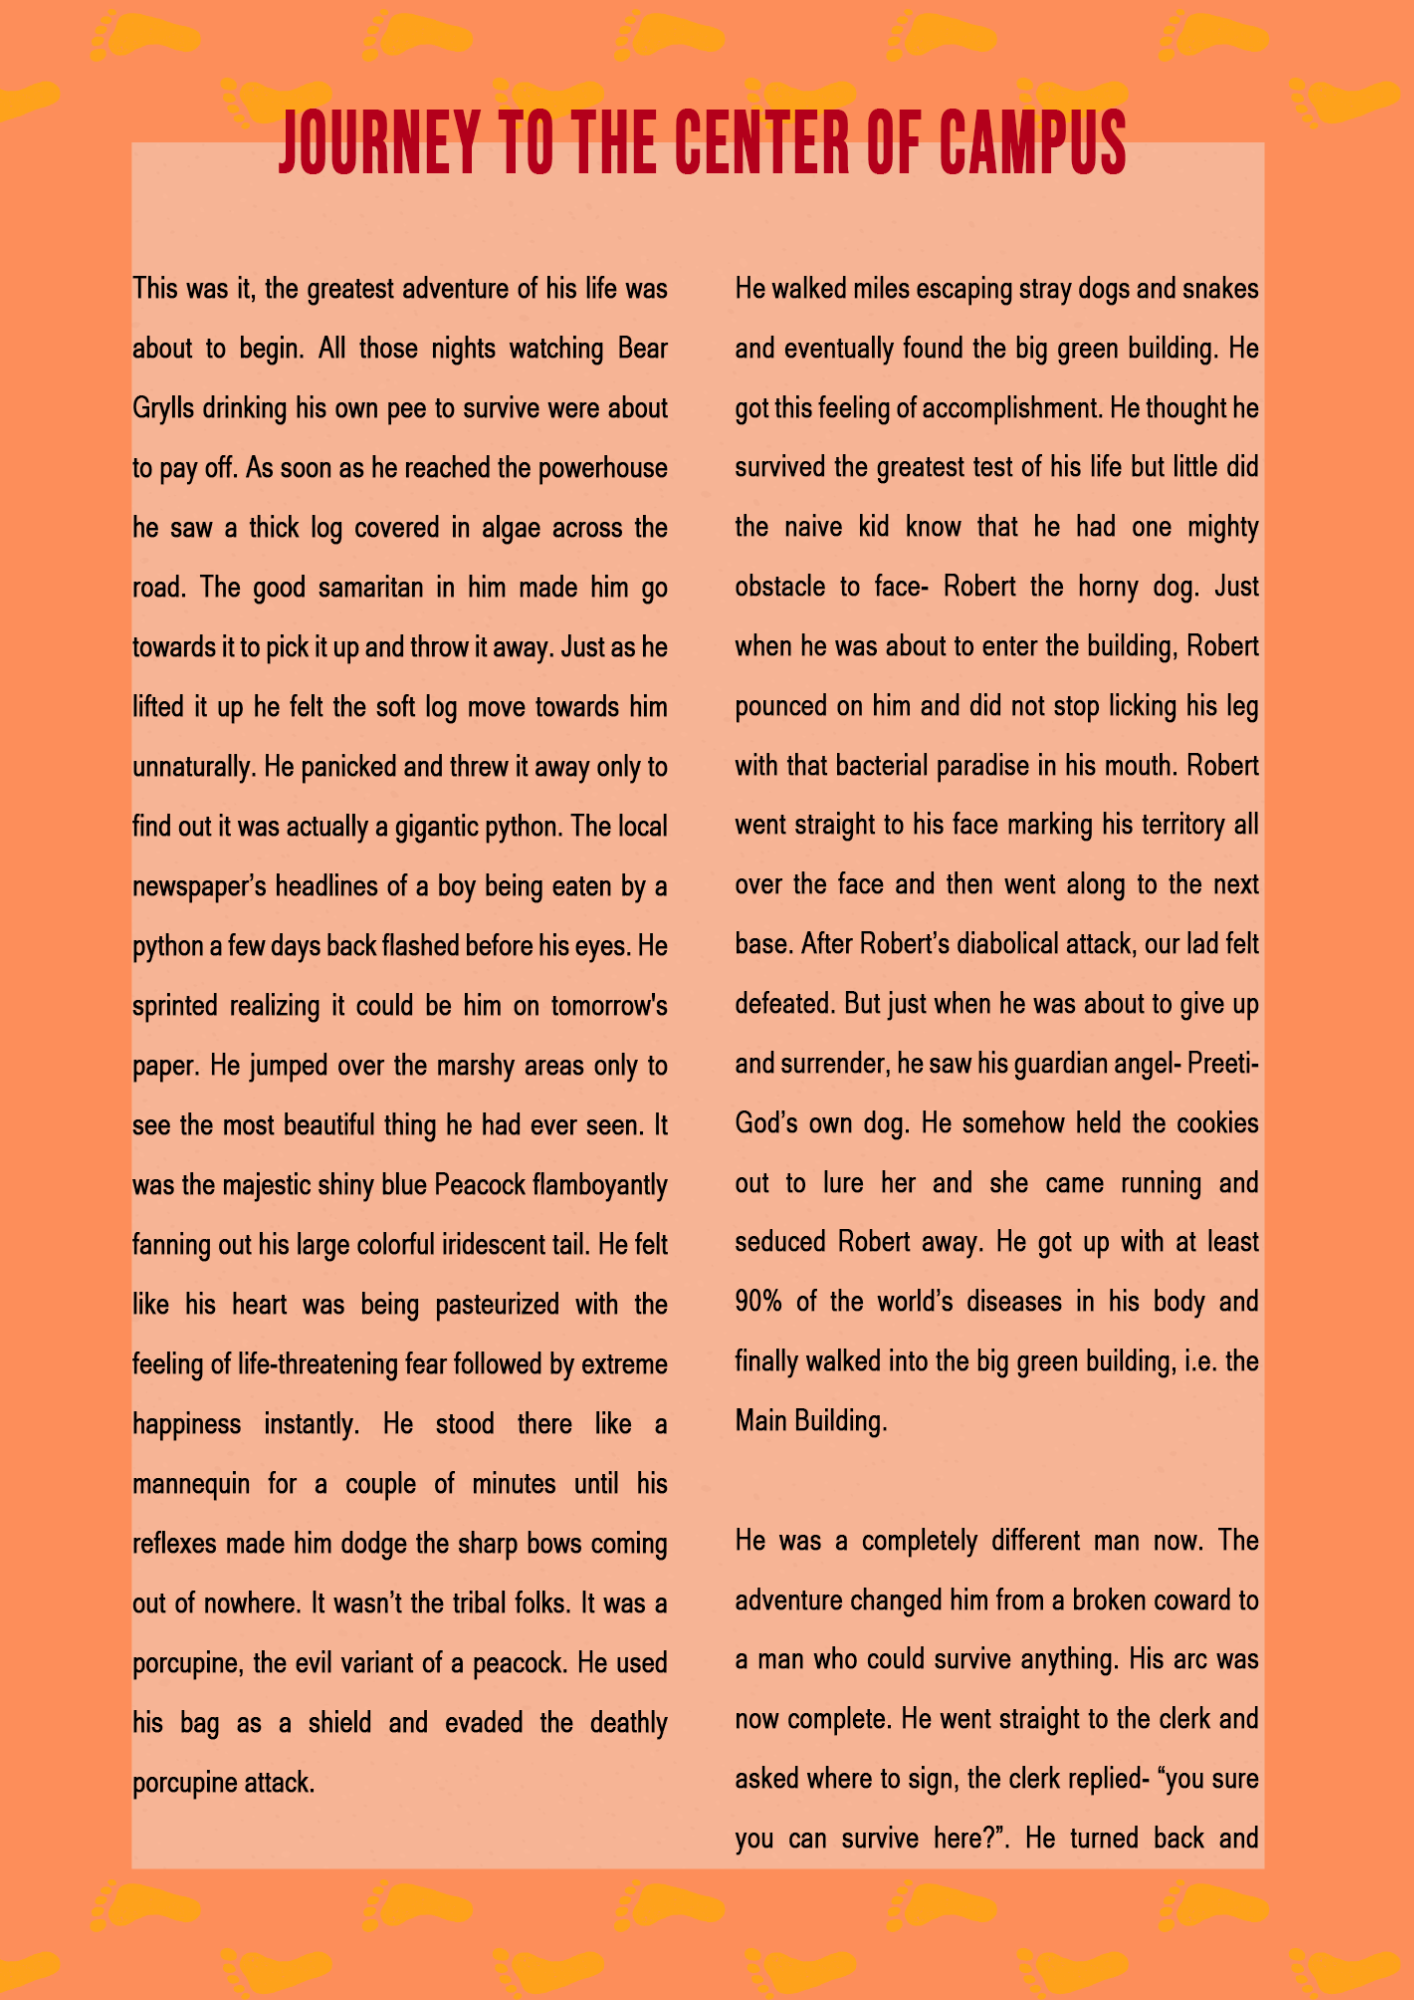 JOURNEY TO THE CENTER OF CAMPUS
This was it, the greatest adventure of his life was
about to begin. All those nights watching Bear
Grylls drinking his own pee to survive were about
to pay off. As soon as he reached the powerhouse
he saw a thick log covered in algae across the
road. The good samaritan in him made him go
towards it to pick it up and throw it away. Just as he
lifted it up he felt the soft log move towards him
unnaturally. He panicked and threw it away only to
find out it was actually a gigantic python. The local
newspaper’s headlines of a boy being eaten by a
python a few days back flashed before his eyes. He
sprinted realizing it could be him on tomorrow's
paper. He jumped over the marshy areas only to
see the most beautiful thing he had ever seen. It
was the majestic shiny blue Peacock flamboyantly
fanning out his large colorful iridescent tail. He felt
like his heart was being pasteurized with the
feeling of life-threatening fear followed by extreme
happiness instantly. He stood there like a
mannequin for a couple of minutes until his
reflexes made him dodge the sharp bows coming
out of nowhere. It wasn’t the tribal folks. It was a
porcupine, the evil variant of a peacock. He used
his bag as a shield and evaded the deathly
porcupine attack.
He walked miles escaping stray dogs and snakes
and eventually found the big green building. He
got this feeling of accomplishment. He thought he
survived the greatest test of his life but little did
the naive kid know that he had one mighty
obstacle to face- Robert the horny dog. Just
when he was about to enter the building, Robert
pounced on him and did not stop licking his leg
with that bacterial paradise in his mouth. Robert
went straight to his face marking his territory all
over the face and then went along to the next
base. After Robert’s diabolical attack, our lad felt
defeated. But just when he was about to give up
and surrender, he saw his guardian angel- Preeti-
God’s own dog. He somehow held the cookies
out to lure her and she came running and
seduced Robert away. He got up with at least
90% of the world’s diseases in his body and
finally walked into the big green building, i.e. the
Main Building.
He was a completely different man now. The
adventure changed him from a broken coward to
a man who could survive anything. His arc was
now complete. He went straight to the clerk and
asked where to sign, the clerk replied- “you sure
you can survive here?”. He turned back and